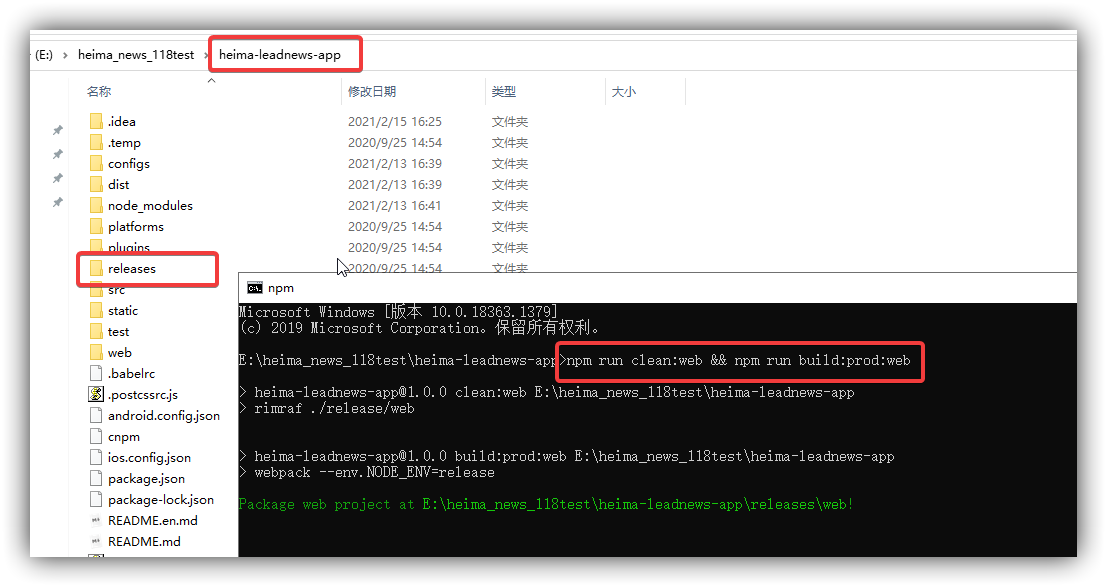 (E:) › heima_news_118test › heima-leadnews-app
名称 修改日期 类型 大小
.idea 2021/2/15 16:25 文件夹
.temp 2020/9/25 14:54 文件夹
configs 2021/2/13 16:39 文件夹
dist 2021/2/13 16:39 文件夹
node_modules 2021/2/13 16:41 文件夹
platforms 2020/9/25 14:54 文件夹
plugins 2020/9/25 14:54 文件夹
releases 2020/9/25 14:54 文件夹
src
static
test
web
.babelrc
.postcssrc.js
android.config.json
cnpm
ios.config.json
package.json
package-lock.json
README.en.md
README.md
C:\. npm
Microsoft Windows [版本 10.0.18363.1379]
(c) 2019 Microsoft Corporation。保留所有权利。
E:\heima_news_118test\heima-leadnews-app>npm run clean:web && npm run build:prod:web
> heima-leadnews-app@1.0.0 clean:web E:\heima_news_118test\heima-leadnews-app
> rimraf ./release/web
> heima-leadnews-app@1.0.0 build:prod:web E:\heima_news_118test\heima-leadnews-app
> webpack --env.NODE_ENV=release
Package web project at E:\heima_news_118test\heima-leadnews-app\releases\web!